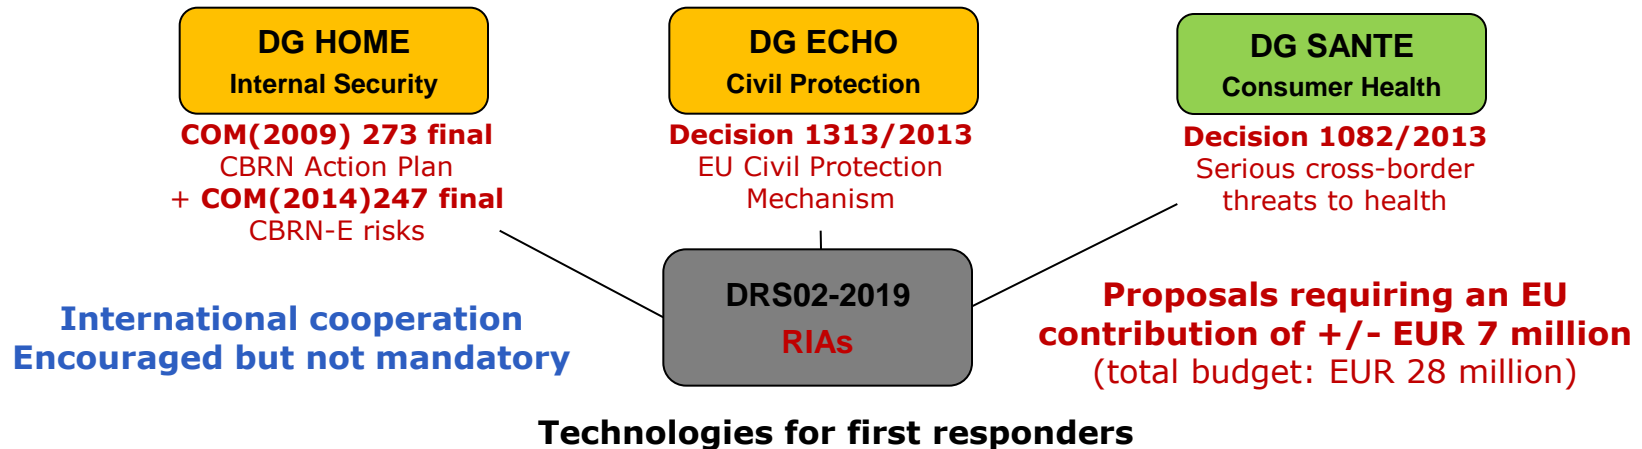 DG HOME
Internal Security
COM(2009) 273 final
CBRN Action Plan
+ COM(2014)247 final
CBRN-E risks
DG ECHO
Civil Protection
Decision 1313/2013
EU Civil Protection
Mechanism
DG SANTE
Consumer Health
Decision 1082/2013
Serious cross-border
threats to health
International cooperation
Encouraged but not mandatory
DRS02-2019
RIAs
Proposals requiring an EU
contribution of +/- EUR 7 million
(total budget: EUR 28 million)
Technologies for first responders